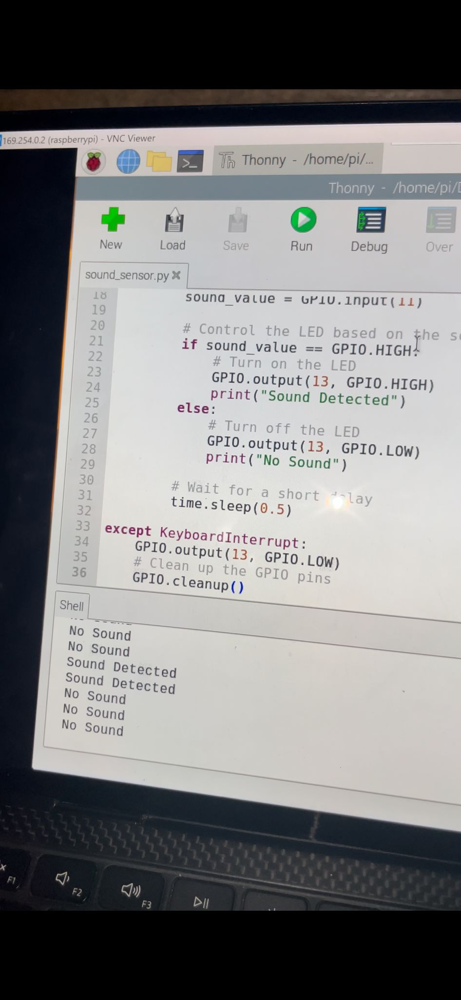 169.254.0.2 (raspberrypi) - VNC Viewer
Thonny - /home/pi/...
Thonny - /home/pi/
New
Load
Save
Run
Debug
Over
sound_sensor.py
18 sound_value = GPIO.input(11)
19
20 # Control the LED based on the
21 if sound_value == GPIO.HIGH:
22 # Turn on the LED
23 GPIO.output(13, GPIO.HIGH)
24 print("Sound Detected")
25 else:
26 # Turn off the LED
27 GPIO.output(13, GPIO.LOW)
28 print("No Sound")
29
30 # Wait for a short delay
31 time.sleep(0.5)
32
33 except KeyboardInterrupt:
34 GPIO.output(13, GPIO.LOW)
35 # Clean up the GPIO pins
36 GPIO.cleanup()
Shell
No Sound
No Sound
Sound Detected
Sound Detected
No Sound
No Sound
No Sound
F1
F2
F3